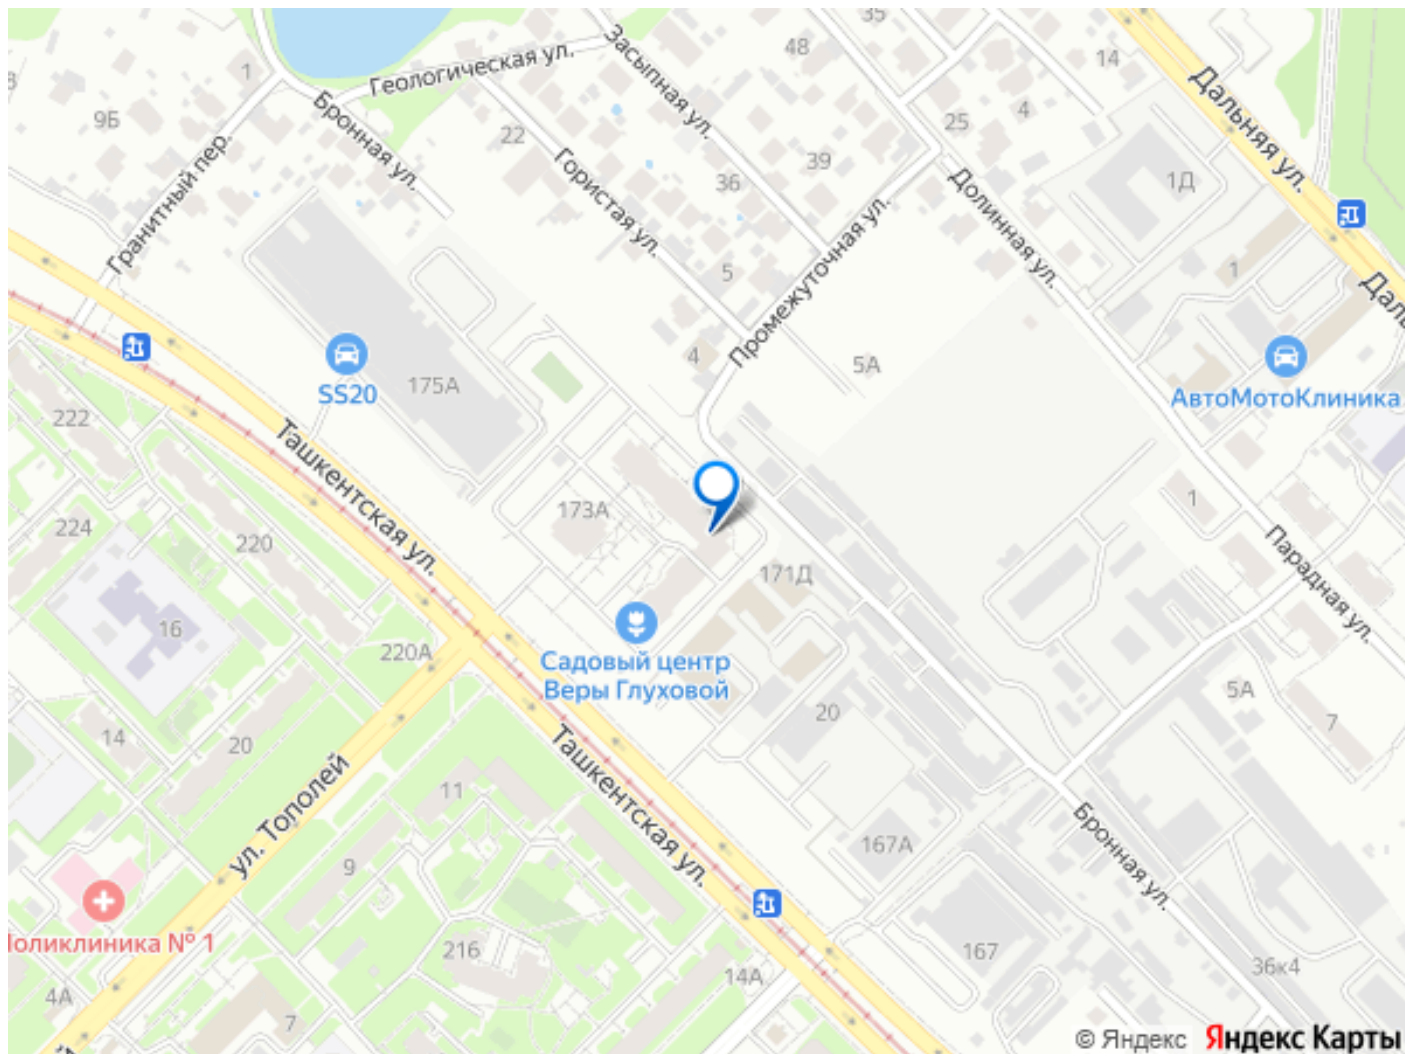 35
48
14
Геологическая ул.
Засыпная ул.
1
Дальняя ул.
9Б
Бронная ул.
22
25
4
Гранитный пер.
Гористая ул.
36
39
Долинная ул.
1Д
5
Промежуточная ул.
1
4
5А
175А
SS20
АвтоМотоКлиника
222
Ташкентская ул.
224
220
173А
1
171Д
Парадная ул.
16
220А
Садовый центр
Веры Глуховой
5А
7
14
20
20
ул. Тополей
11
Ташкентская ул.
9
167А
Бронная ул.
216
14А
167
36к4
4А
7
№ 1
© Яндекс
Яндекс Карты